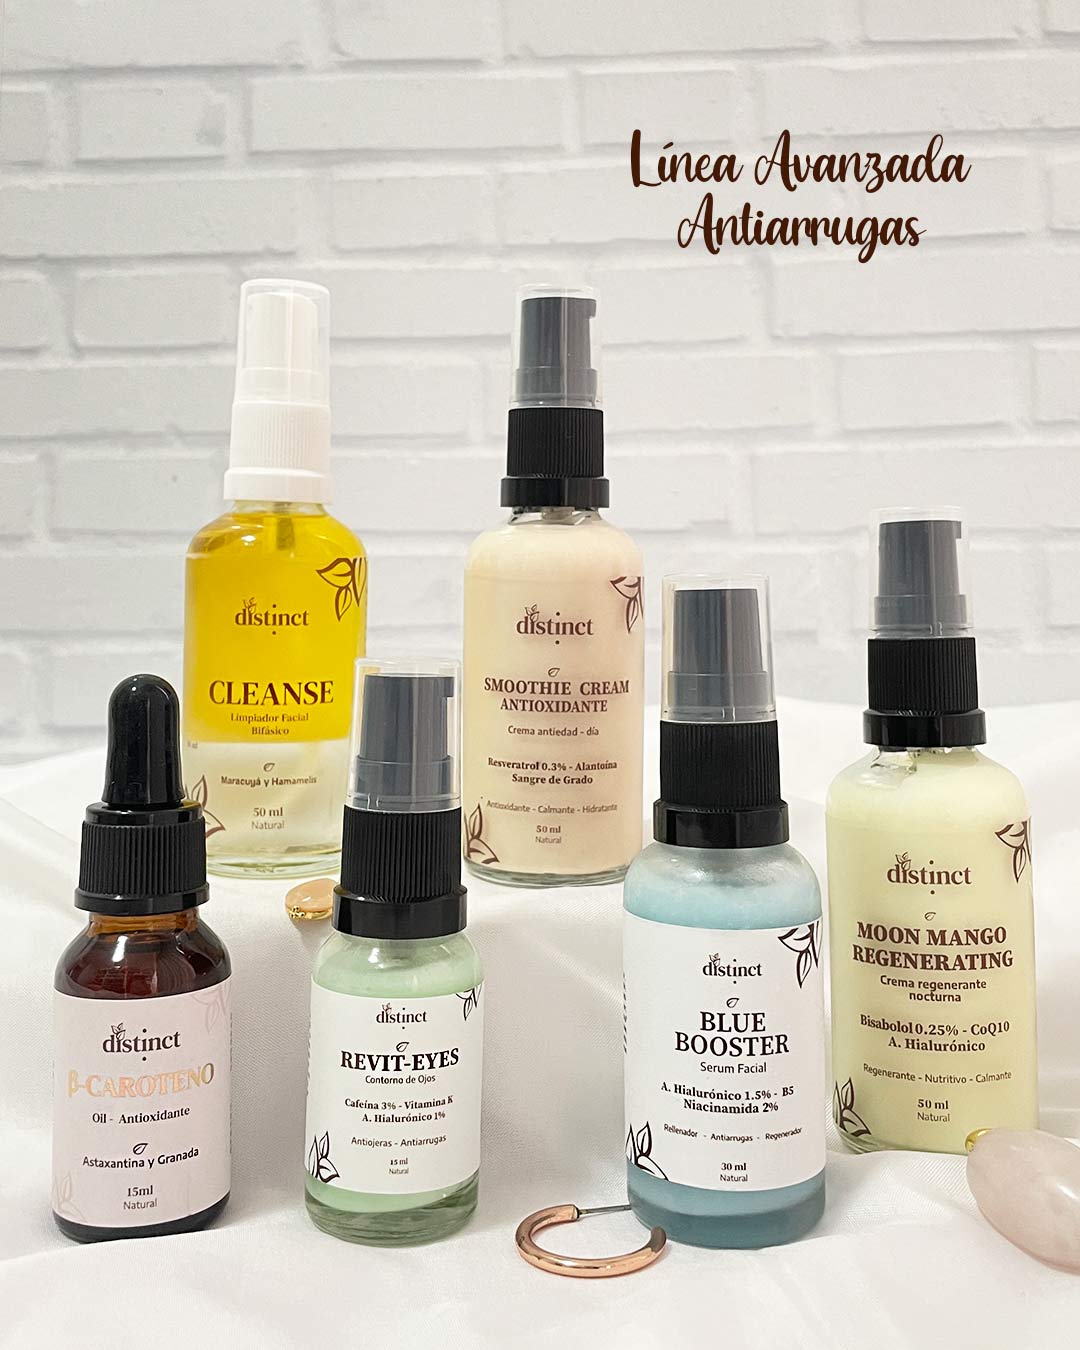 Línea Avanzada
Antiarrugas
distinct
CLEANSE
Limpiador Facial
Bifásico
Maracuyá y Hamamelis
50 ml
Natural
distinct
SMOOTHIE CREAM
ANTIOXIDANTE
Crema antiedad - día
Resveratrol 0.3% - Alantoína
Sangre de Grado
Antioxidante - Calmante - Hidratante
50 ml
Natural
distinct
β-CAROTENO
Oil - Antioxidante
Astaxantina y Granada
15ml
Natural
distinct
REVIT-EYES
Contorno de Ojos
Cafeína 3% - Vitamina K
A. Hialurónico 1%
Antiojeras - Antiarrugas
15 ml
Natural
distinct
BLUE
BOOSTER
Serum Facial
A. Hialurónico 1.5% - B5
Niacinamida 2%
Rellenador - Antiarrugas - Regenerador
30 ml
Natural
distinct
MOON MANGO
REGENERATING
Crema regenerante
nocturna
Bisabolol 0.25% - CoQ10
A. Hialurónico
Regenerante - Nutritivo - Calmante
50 ml
Natural